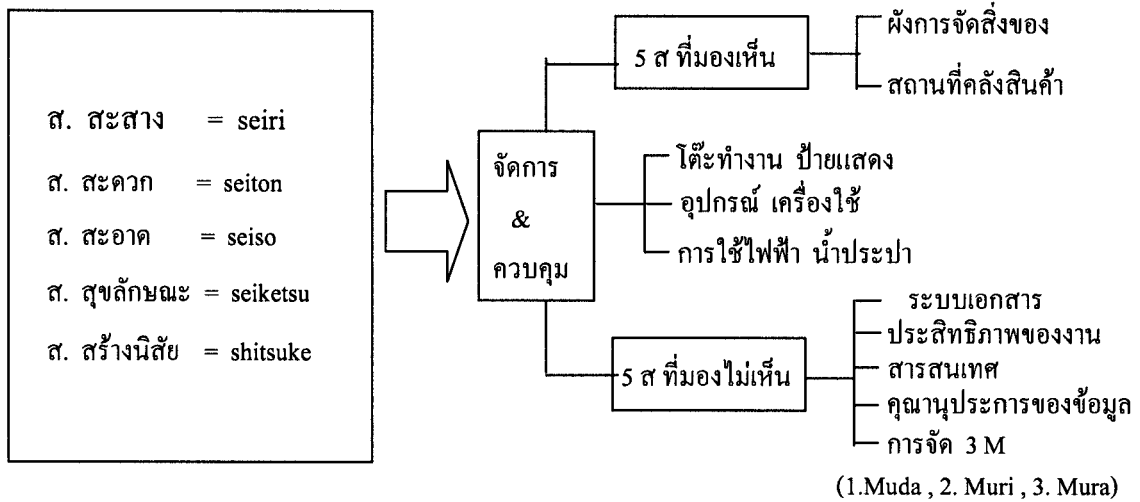 ส. สะสาง = seiri
ส. สะดวก = seiton
ส. สะอาด = seiso
ส. สุขลักษณะ = seiketsu
ส. สร้างนิสัย = shitsuke
จัดการ
&
ควบคุม
5 ส ที่มองเห็น
ผังการจัดสิ่งของ
สถานที่คลังสินค้า
โต๊ะทำงาน ป้ายแสดง
อุปกรณ์ เครื่องใช้
การใช้ไฟฟ้า น้ำประปา
5 ส ที่มองไม่เห็น
ระบบเอกสาร
ประสิทธิภาพของงาน
สารสนเทศ
คุณานุประการของข้อมูล
การจัด 3 M
(1.Muda , 2. Muri , 3. Mura)